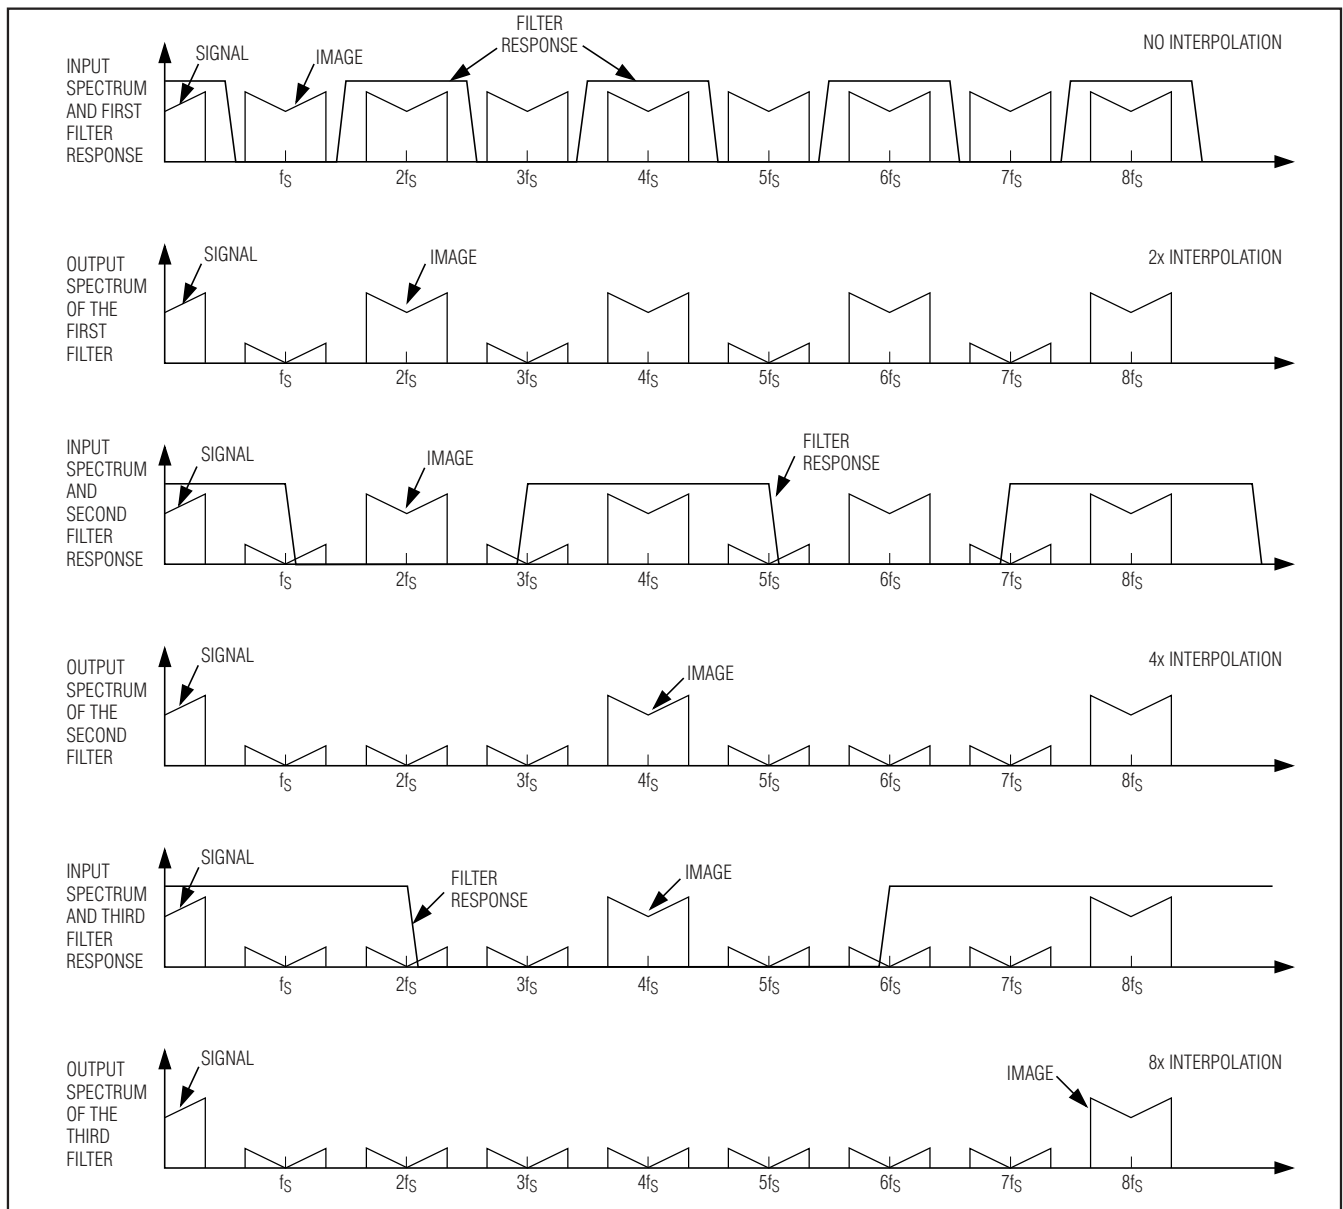 FILTER
RESPONSE
NO INTERPOLATION
SIGNAL
IMAGE
INPUT
SPECTRUM
AND FIRST
FILTER
RESPONSE
fS
2fS
3fS
4fS
5fS
6fS
7fS
8fS
SIGNAL
IMAGE
2x INTERPOLATION
OUTPUT
SPECTRUM
OF THE
FIRST
FILTER
fS
2fS
3fS
4fS
5fS
6fS
7fS
8fS
INPUT
SPECTRUM
AND
SECOND
FILTER
RESPONSE
SIGNAL
IMAGE
FILTER
RESPONSE
fS
2fS
3fS
4fS
5fS
6fS
7fS
8fS
SIGNAL
IMAGE
4x INTERPOLATION
OUTPUT
SPECTRUM
OF THE
SECOND
FILTER
fS
2fS
3fS
4fS
5fS
6fS
7fS
8fS
SIGNAL
INPUT
SPECTRUM
AND THIRD
FILTER
RESPONSE
FILTER
RESPONSE
IMAGE
fS
2fS
3fS
4fS
5fS
6fS
7fS
8fS
SIGNAL
IMAGE
8x INTERPOLATION
OUTPUT
SPECTRUM
OF THE
THIRD
FILTER
fS
2fS
3fS
4fS
5fS
6fS
7fS
8fS